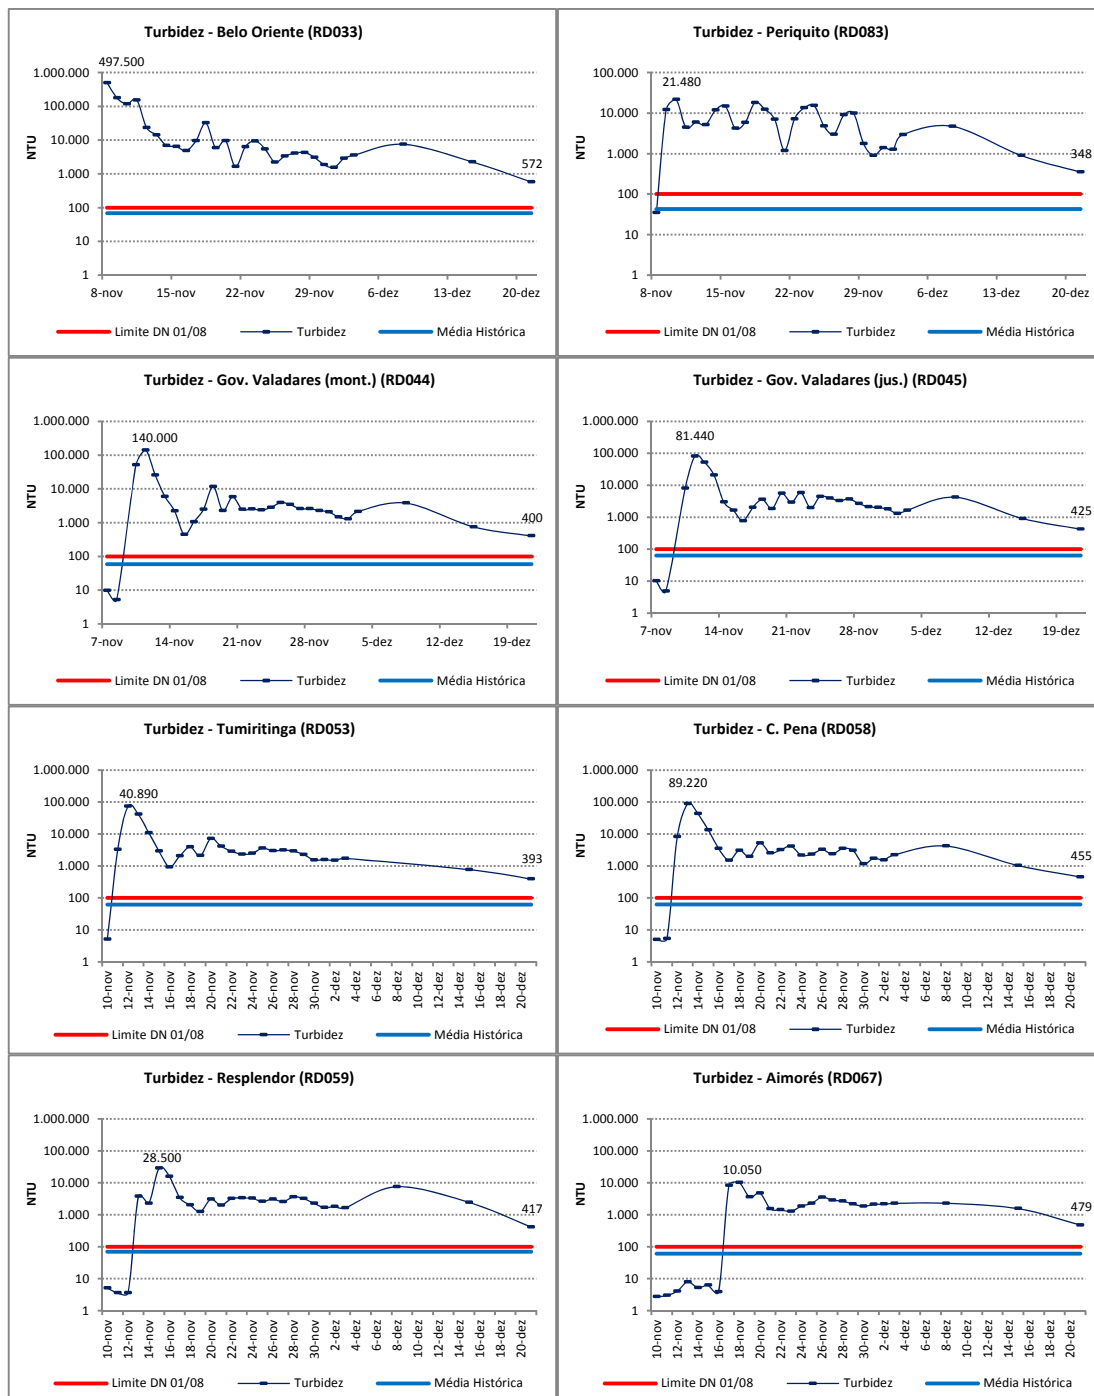 Turbidez - Belo Oriente (RD033)
497.500
1.000.000
100.000
10.000
1.000
100
10
1
NTU
572
8-nov 15-nov 22-nov 29-nov 6-dez 13-dez 20-dez
Limite DN 01/08 Turbidez Média Histórica
Turbidez - Periquito (RD083)
21.480
100.000
10.000
1.000
100
10
1
NTU
348
8-nov 15-nov 22-nov 29-nov 6-dez 13-dez 20-dez
Limite DN 01/08 Turbidez Média Histórica
Turbidez - Gov. Valadares (mont.) (RD044)
140.000
1.000.000
100.000
10.000
1.000
100
10
1
NTU
400
7-nov 14-nov 21-nov 28-nov 5-dez 12-dez 19-dez
Limite DN 01/08 Turbidez Média Histórica
Turbidez - Gov. Valadares (jus.) (RD045)
81.440
1.000.000
100.000
10.000
1.000
100
10
1
NTU
425
7-nov 14-nov 21-nov 28-nov 5-dez 12-dez 19-dez
Limite DN 01/08 Turbidez Média Histórica
Turbidez - Tumiritinga (RD053)
40.890
1.000.000
100.000
10.000
1.000
100
10
1
NTU
393
10-nov 12-nov 14-nov 16-nov 18-nov 20-nov 22-nov 24-nov 26-nov 28-nov 30-nov 2-dez 4-dez 6-dez 8-dez 10-dez 12-dez 14-dez 16-dez 18-dez 20-dez
Limite DN 01/08 Turbidez Média Histórica
Turbidez - C. Pena (RD058)
89.220
1.000.000
100.000
10.000
1.000
100
10
1
NTU
455
10-nov 12-nov 14-nov 16-nov 18-nov 20-nov 22-nov 24-nov 26-nov 28-nov 30-nov 2-dez 4-dez 6-dez 8-dez 10-dez 12-dez 14-dez 16-dez 18-dez 20-dez
Limite DN 01/08 Turbidez Média Histórica
Turbidez - Resplendor (RD059)
28.500
1.000.000
100.000
10.000
1.000
100
10
1
NTU
417
10-nov 12-nov 14-nov 16-nov 18-nov 20-nov 22-nov 24-nov 26-nov 28-nov 30-nov 2-dez 4-dez 6-dez 8-dez 10-dez 12-dez 14-dez 16-dez 18-dez 20-dez
Limite DN 01/08 Turbidez Média Histórica
Turbidez - Aimorés (RD067)
10.050
1.000.000
100.000
10.000
1.000
100
10
1
NTU
479
10-nov 12-nov 14-nov 16-nov 18-nov 20-nov 22-nov 24-nov 26-nov 28-nov 30-nov 2-dez 4-dez 6-dez 8-dez 10-dez 12-dez 14-dez 16-dez 18-dez 20-dez
Limite DN 01/08 Turbidez Média Histórica